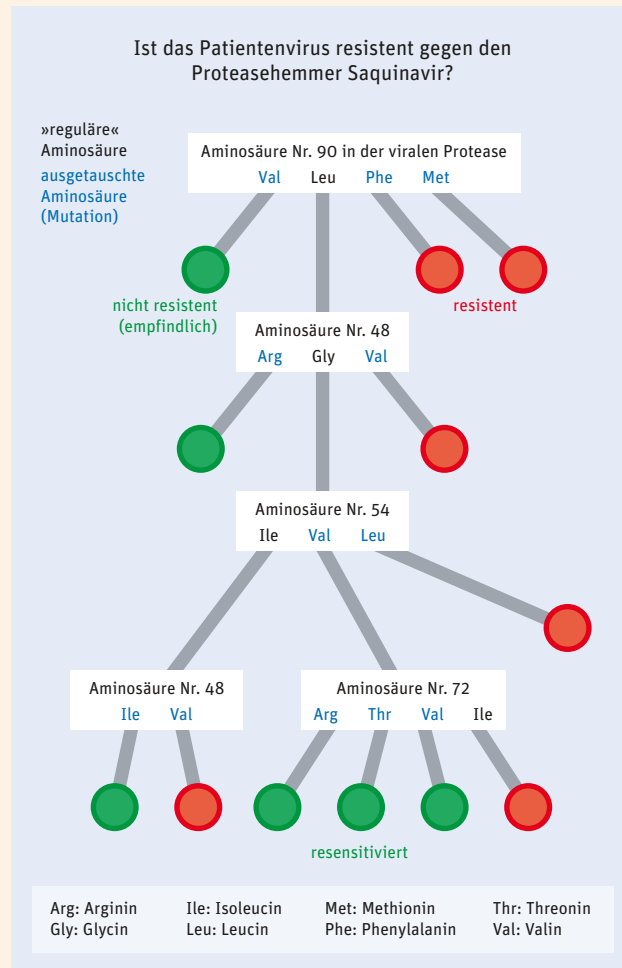 Ist das Patientenvirus resistent gegen den
Proteasehemmer Saquinavir?
»reguläre«
Aminosäure
ausgetauschte
Aminosäure
(Mutation)
Aminosäure Nr. 90 in der viralen Protease
Val Leu Phe Met
nicht resistent
(empfindlich)
resistent
Aminosäure Nr. 48
Arg Gly Val
Aminosäure Nr. 54
Ile Val Leu
Aminosäure Nr. 48
Ile Val
Aminosäure Nr. 72
Arg Thr Val Ile
resensitiviert
Arg: Arginin Ile: Isoleucin Met: Methionin Thr: Threonin
Gly: Glycin Leu: Leucin Phe: Phenylalanin Val: Valin